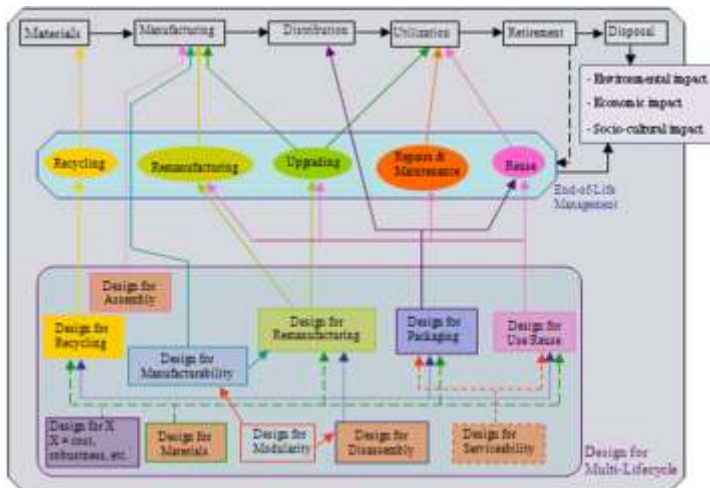 Materials
Manufacturing
Distribution
Utilization
Retirement
Disposal
- Environmental impact
- Economic impact
- Socio-cultural impact
Recycling
Remanufacturing
Upgrading
Repairs &
Maintenance
Reuse
End-of-Life
Management
Design for
Assembly
Design for
Recycling
Design for
Manufacturability
Design for
Remanufacturing
Design for
Packaging
Design for
Use Reuse
Design for X
X = cost,
robustness, etc.
Design for
Materials
Design for
Modularity
Design for
Disassembly
Design for
Serviceability
Design for
Multi-Lifecycle